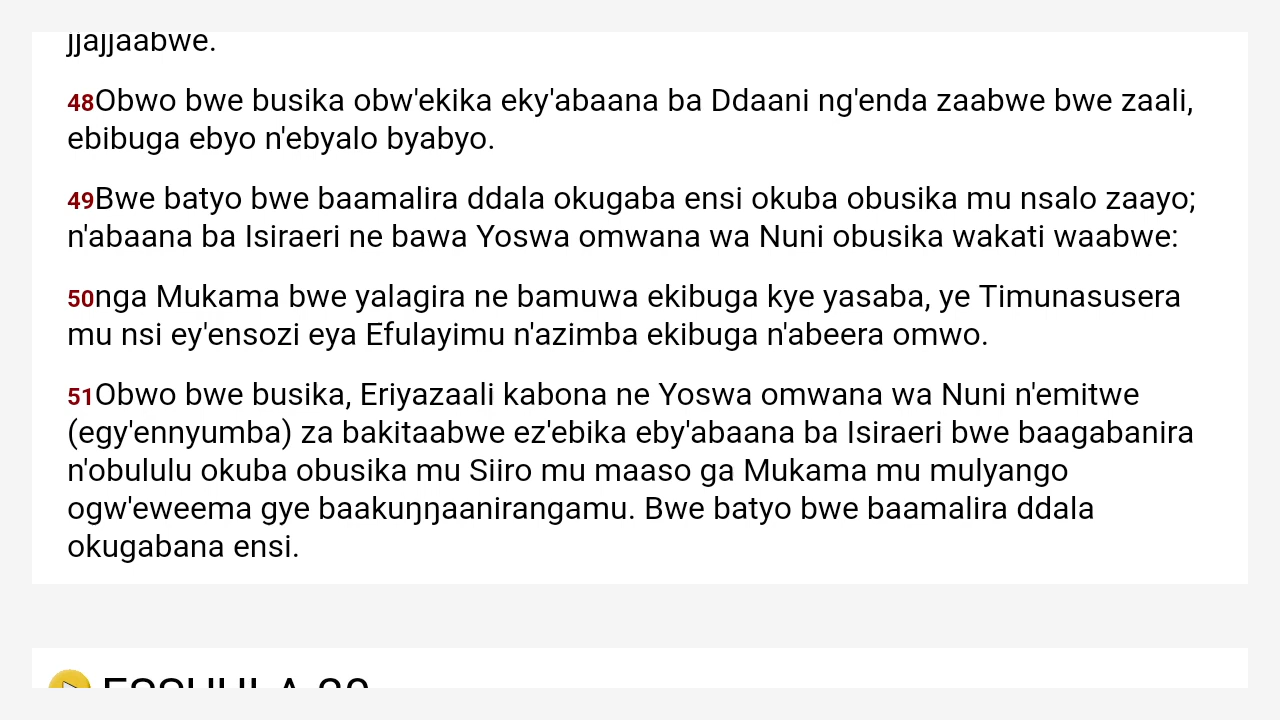 jjajjaabwe.
48Obwo bwe busika obw'ekika eky'abaana ba Ddaani ng'enda zaabwe bwe zaali,
ebibuga ebyo n'ebyalo byabyo.
49Bwe batyo bwe baamalira ddala okugaba ensi okuba obusika mu nsalo zaayo;
n'abaana ba Isiraeri ne bawa Yoswa omwana wa Nuni obusika wakati waabwe:
50nga Mukama bwe yalagira ne bamuwa ekibuga kye yasaba, ye Timunasusera
mu nsi ey'ensozi eya Efulayimu n'azimba ekibuga n'abeera omwo.
51Obwo bwe busika, Eriyazaali kabona ne Yoswa omwana wa Nuni n'emitwe
(egy'ennyumba) za bakitaabwe ez'ebika eby'abaana ba Isiraeri bwe baagabanira
n'obululu okuba obusika mu Siiro mu maaso ga Mukama mu mulyango
ogw'eweema gye baakuŋŋaanirangamu. Bwe batyo bwe baamalira ddala
okugabana ensi.
ESSUULA 20